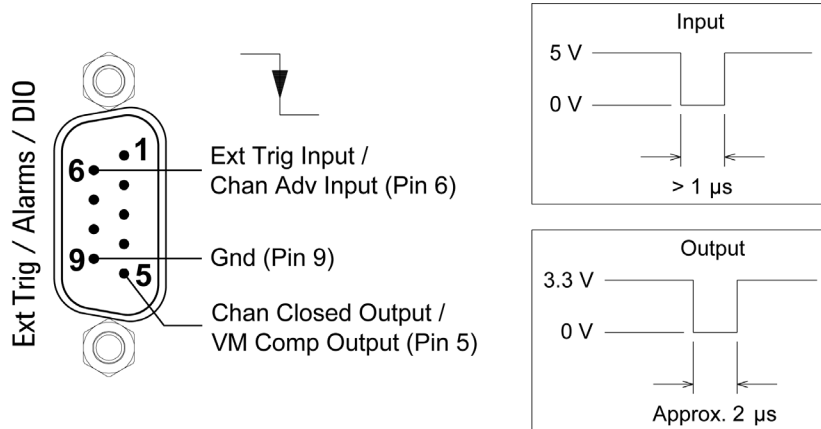 Ext Trig / Alarms / DIO
1
6
9
5
Ext Trig Input /
Chan Adv Input (Pin 6)
Gnd (Pin 9)
Chan Closed Output /
VM Comp Output (Pin 5)
Input
5 V
0 V
> 1 µs
Output
3.3 V
0 V
Approx. 2 µs